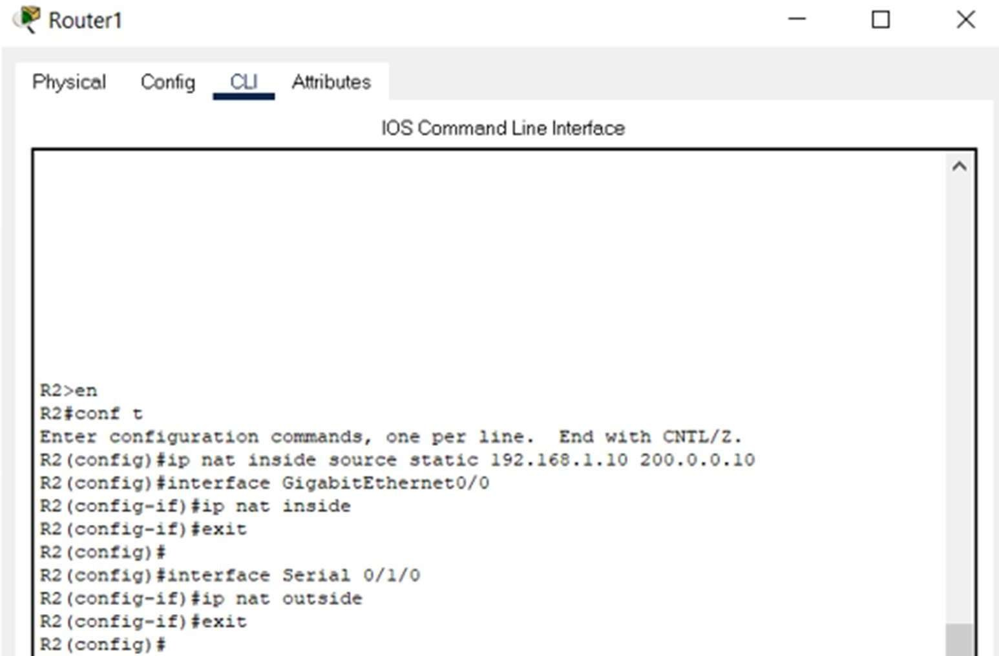 Router1
Physical Config CLI Attributes
IOS Command Line Interface
R2>en
R2#conf t
Enter configuration commands, one per line.  End with CNTL/Z.
R2(config)#ip nat inside source static 192.168.1.10 200.0.0.10
R2(config)#interface GigabitEthernet0/0
R2(config-if)#ip nat inside
R2(config-if)#exit
R2(config)#
R2(config)#interface Serial 0/1/0
R2(config-if)#ip nat outside
R2(config-if)#exit
R2(config)#